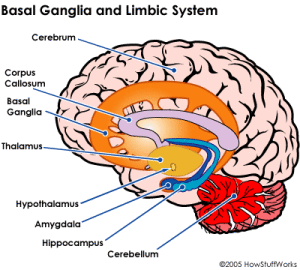 Basal Ganglia and Limbic System
Cerebrum
Corpus
Callosum
Basal
Ganglia
Thalamus
Hypothalamus
Amygdala
Hippocampus
Cerebellum
©2005 HowStuffWorks